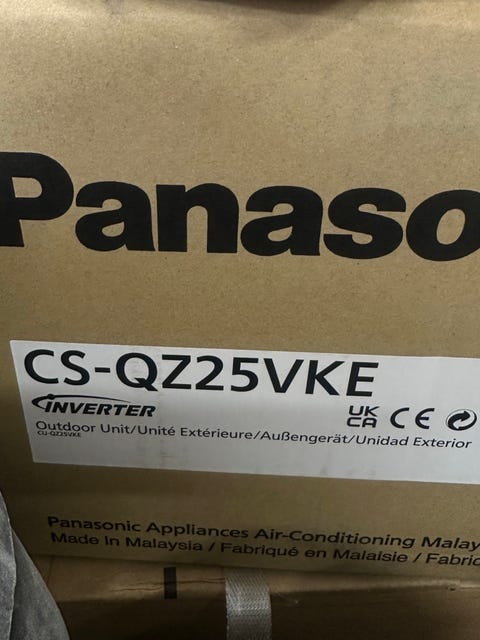 Panaso
CS-QZ25VKE
INVERTER
UK
CA CE
Outdoor Unit/Unité Extérieure/Außengerät/Unidad Exterior
CU-QZ25VKE
Panasonic Appliances Air-Conditioning Malay
Made In Malaysia / Fabriqué en Malaisie / Fabric